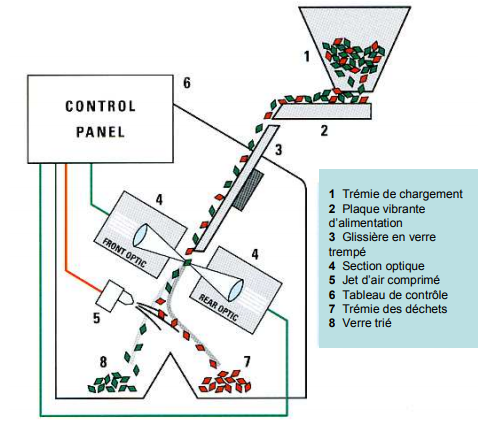 1
6
CONTROL
PANEL
2
3
4
FRONT OPTIC
4
REAR OPTIC
5
8
7
1 Trémie de chargement
2 Plaque vibrante
d'alimentation
3 Glissière en verre
trempé
4 Section optique
5 Jet d'air comprimé
6 Tableau de contrôle
7 Trémie des déchets
8 Verre trié